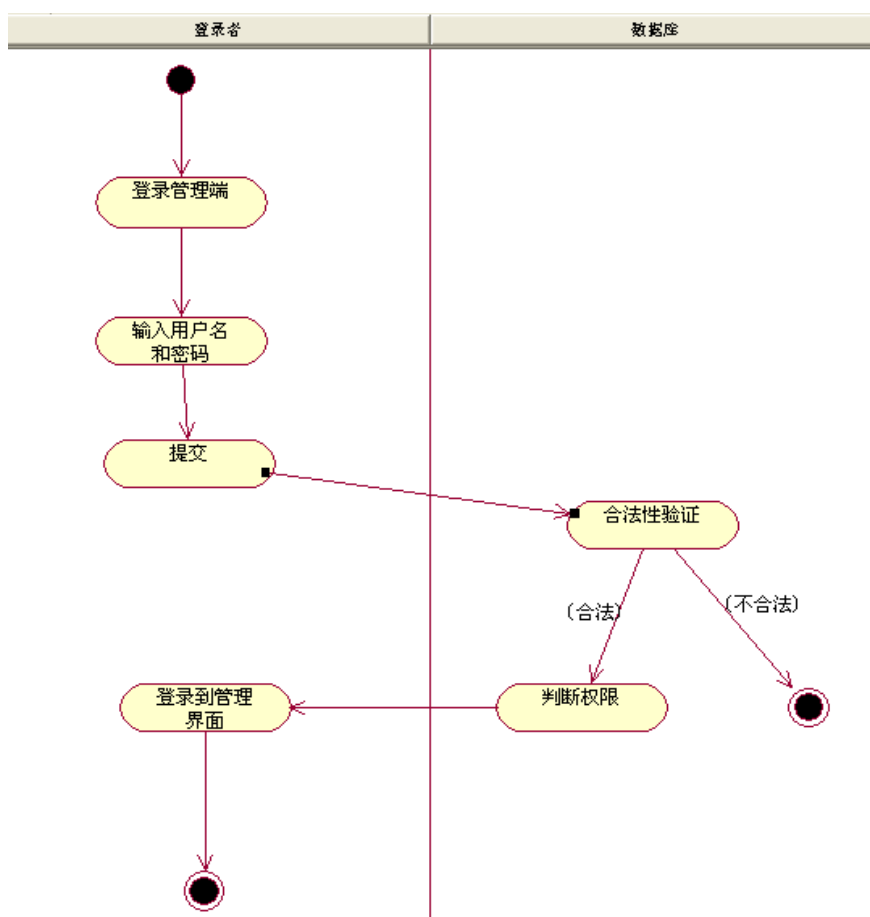 登录者
数据库
登录管理端
输入用户名
和密码
提交
合法性验证
(合法)
(不合法)
登录到管理
界面
判断权限